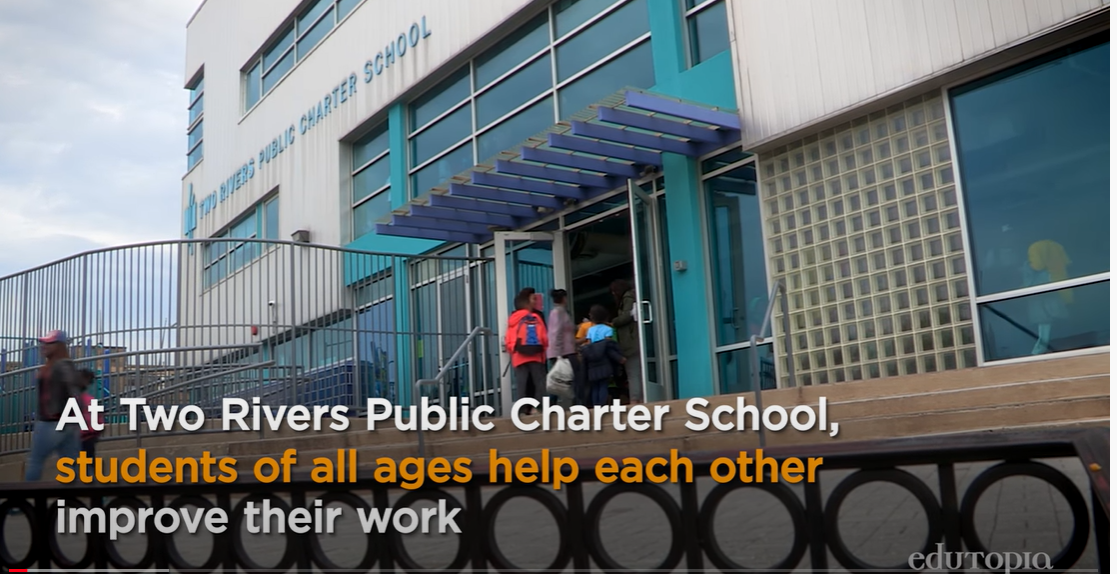 TWO RIVERS PUBLIC CHARTER SCHOOL
At Two Rivers Public Charter School,
students of all ages help each other
improve their work
edUTOPIA